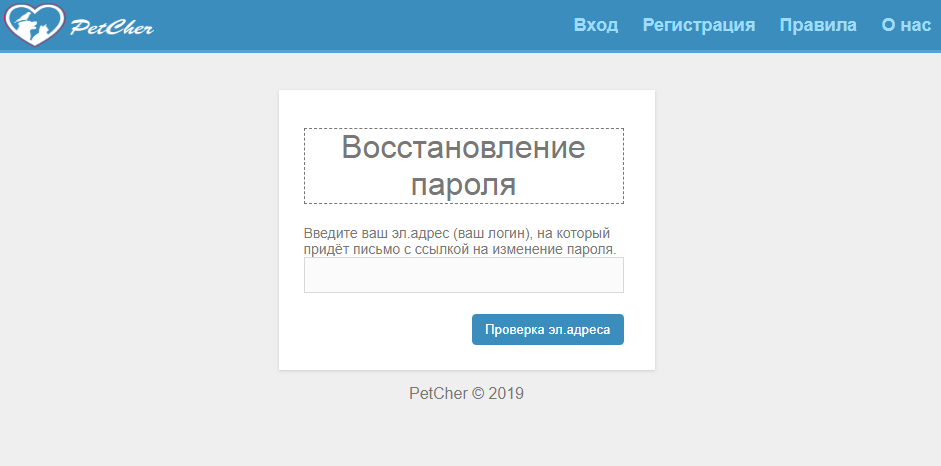 PetCher
Вход Регистрация Правила О нас
Восстановление
пароля
Введите ваш эл.адрес (ваш логин), на который
придёт письмо с ссылкой на изменение пароля.
Проверка эл.адреса
PetCher © 2019